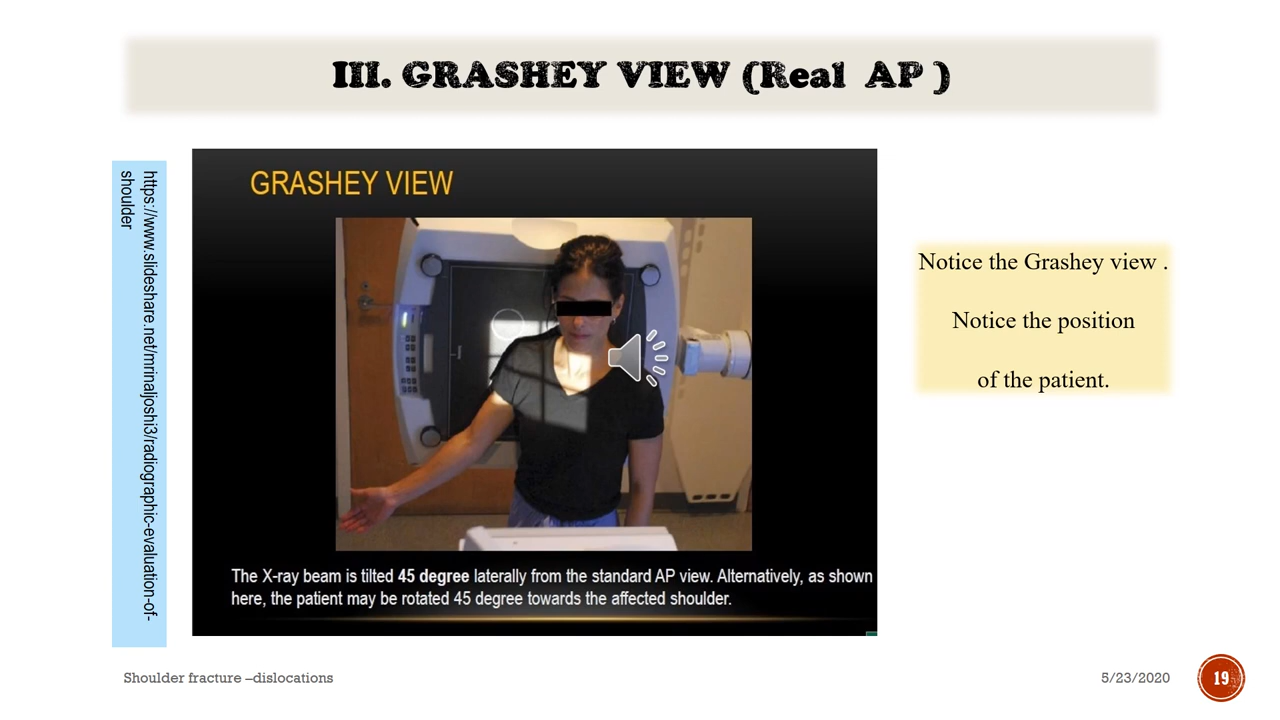 III. GRASHEY VIEW (Real AP )
https://www.slideshare.net/mrinaljoshi3/radiographic-evaluation-of-
shoulder
GRASHEY VIEW
The X-ray beam is tilted 45 degree laterally from the standard AP view. Alternatively, as shown
here, the patient may be rotated 45 degree towards the affected shoulder.
Notice the Grashey view .
Notice the position
of the patient.
Shoulder fracture –dislocations
5/23/2020
19